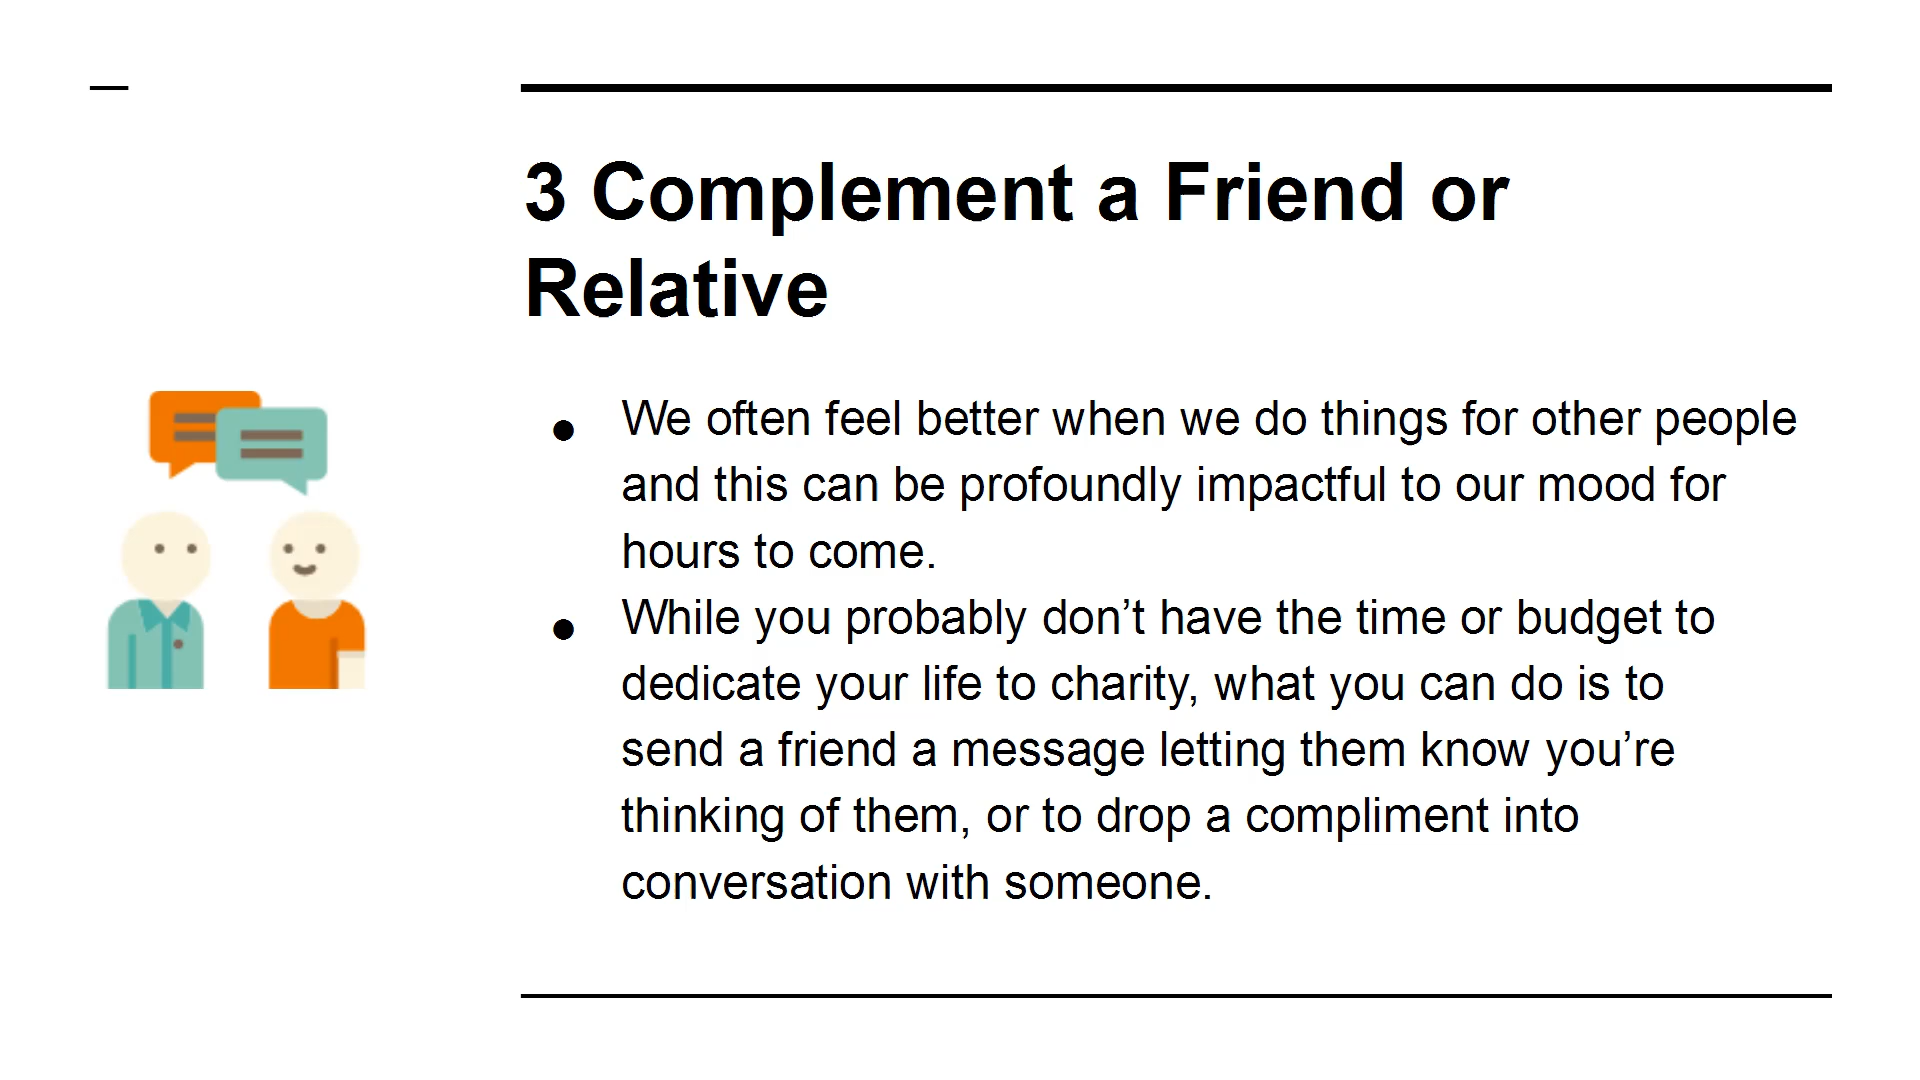 3 Complement a Friend or
Relative
● We often feel better when we do things for other people
and this can be profoundly impactful to our mood for
hours to come.
● While you probably don’t have the time or budget to
dedicate your life to charity, what you can do is to
send a friend a message letting them know you’re
thinking of them, or to drop a compliment into
conversation with someone.